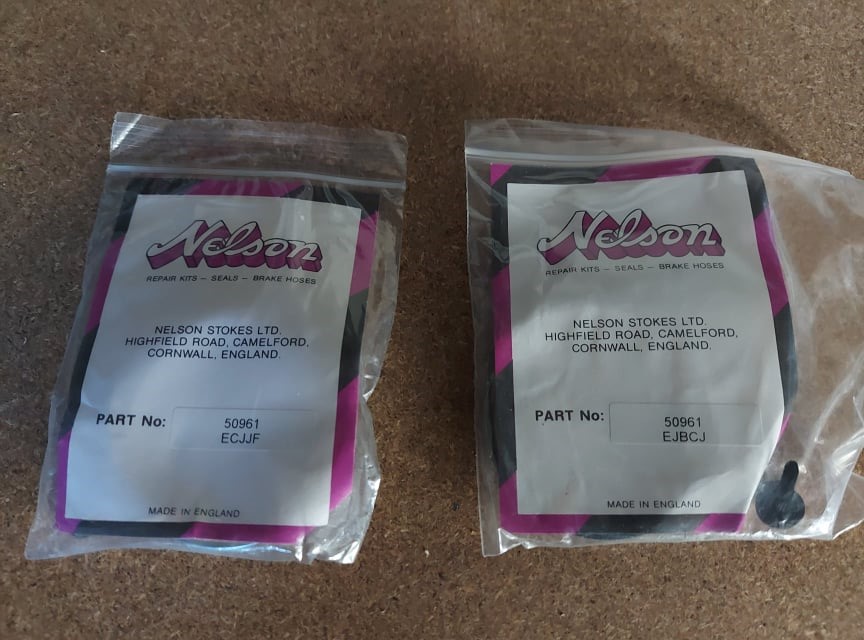 Nelson
REPAIR KITS – SEALS – BRAKE HOSES
NELSON STOKES LTD.
HIGHFIELD ROAD, CAMELFORD,
CORNWALL, ENGLAND.
PART No: 50961
ECJJF
MADE IN ENGLAND
Nelson
REPAIR KITS – SEALS – BRAKE HOSES
NELSON STOKES LTD.
HIGHFIELD ROAD, CAMELFORD,
CORNWALL, ENGLAND.
PART No: 50961
EJBCJ
MADE IN ENGLAND